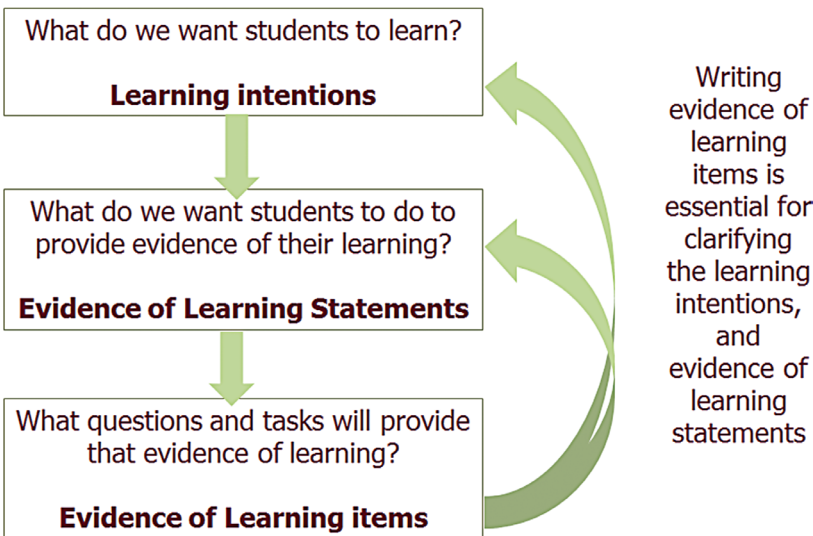 What do we want students to learn?
Learning intentions
What do we want students to do to
provide evidence of their learning?
Evidence of Learning Statements
What questions and tasks will provide
that evidence of learning?
Evidence of Learning items
Writing
evidence of
learning
items is
essential for
clarifying
the learning
intentions,
and
evidence of
learning
statements